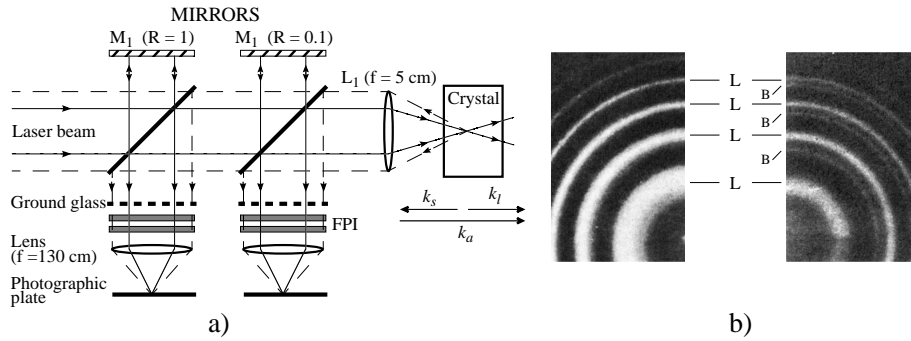 MIRRORS
M1 (R = 1)
M1 (R = 0.1)
L1 (f = 5 cm)
Crystal
Laser beam
Ground glass
ks
kl
ka
FPI
Lens
(f =130 cm)
Photographic
plate
a)
L
B
L
B
L
B
L
b)